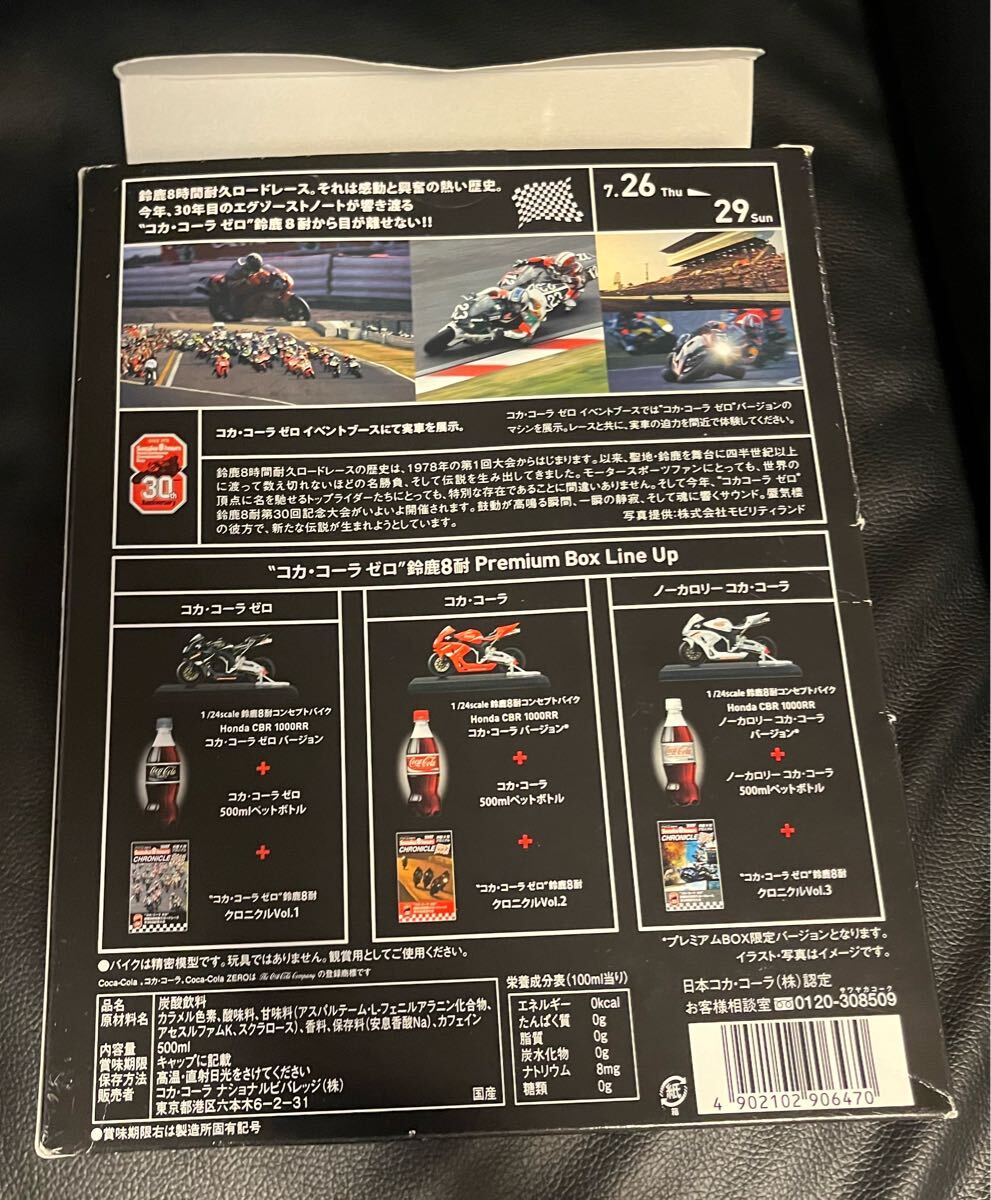 鈴鹿8時間耐久ロードレース。それは感動と興奮の熱い歴史。
今年、30年目のエグゾーストノートが響き渡る
"コカ・コーラ ゼロ"鈴鹿8耐から目が離せない!!
7.26 Thu
29 Sun
コカ・コーラ ゼロ イベントブースにて実車を展示。
コカ・コーラ ゼロ イベントブースでは"コカ・コーラ ゼロ"バージョンの
マシンを展示。レースと共に、実車の迫力を間近で体験してください。
30th
Anniversary
鈴鹿8時間耐久ロードレースの歴史は、1978年の第1回大会からはじまります。以来、聖地・鈴鹿を舞台に四半世紀以上
に渡って数え切れないほどの名勝負、そして伝説を生み出してきました。モータースポーツファンにとっても、世界の
頂点に名を馳せるトップライダーたちにとっても、特別な存在であることに間違いありません。そして今年、"コカコーラ ゼロ"
鈴鹿8耐第30回記念大会がいよいよ開催されます。鼓動が高鳴る瞬間、一瞬の静寂、そして魂に響くサウンド。蜃気楼
の彼方で、新たな伝説が生まれようとしています。
写真提供:株式会社モビリティランド
"コカ・コーラ ゼロ"鈴鹿8耐 Premium Box Line Up
コカ・コーラ ゼロ
1/24scale 鈴鹿8耐コンセプトバイク
Honda CBR 1000RR
コカ・コーラ ゼロ バージョン
+
コカ・コーラ ゼロ
500mlペットボトル
+
CHRONICLE
"コカ・コーラ ゼロ"鈴鹿8耐
クロニクルVol.1
コカ・コーラ
1/24scale 鈴鹿8耐コンセプトバイク
Honda CBR 1000RR
コカ・コーラ バージョン*
+
Coca-Cola
コカ・コーラ
500mlペットボトル
+
CHRONICLE
"コカ・コーラ ゼロ"鈴鹿8耐
クロニクルVol.2
ノーカロリー コカ・コーラ
1/24scale 鈴鹿8耐コンセプトバイク
Honda CBR 1000RR
ノーカロリー コカ・コーラ
バージョン*
+
ノーカロリー コカ・コーラ
500mlペットボトル
+
CHRONICLE
"コカ・コーラ ゼロ"鈴鹿8耐
クロニクルVol.3
●バイクは精密模型です。玩具ではありません。観賞用としてご使用ください。
Coca-Cola、コカ・コーラ、Coca-Cola ZEROは The Coca-Cola Company の登録商標です
*プレミアムBOX限定バージョンとなります。
イラスト・写真はイメージです。
品名 炭酸飲料
原材料名 カラメル色素、酸味料、甘味料(アスパルテーム・L-フェニルアラニン化合物、
アセスルファムK、スクラロース)、香料、保存料(安息香酸Na)、カフェイン
内容量 500ml
賞味期限 キャップに記載
保存方法 高温・直射日光をさけてください
販売者 コカ・コーラ ナショナルビバレッジ(株)
東京都港区六本木6-2-31
国産
●賞味期限右は製造所固有記号
栄養成分表(100ml当り)
エネルギー 0kcal
たんぱく質 0g
脂質 0g
炭水化物 0g
ナトリウム 8mg
糖類 0g
日本コカ・コーラ(株)認定
サワヤカコーク
お客様相談室 0120-308509
紙
箱
4 902102 906470